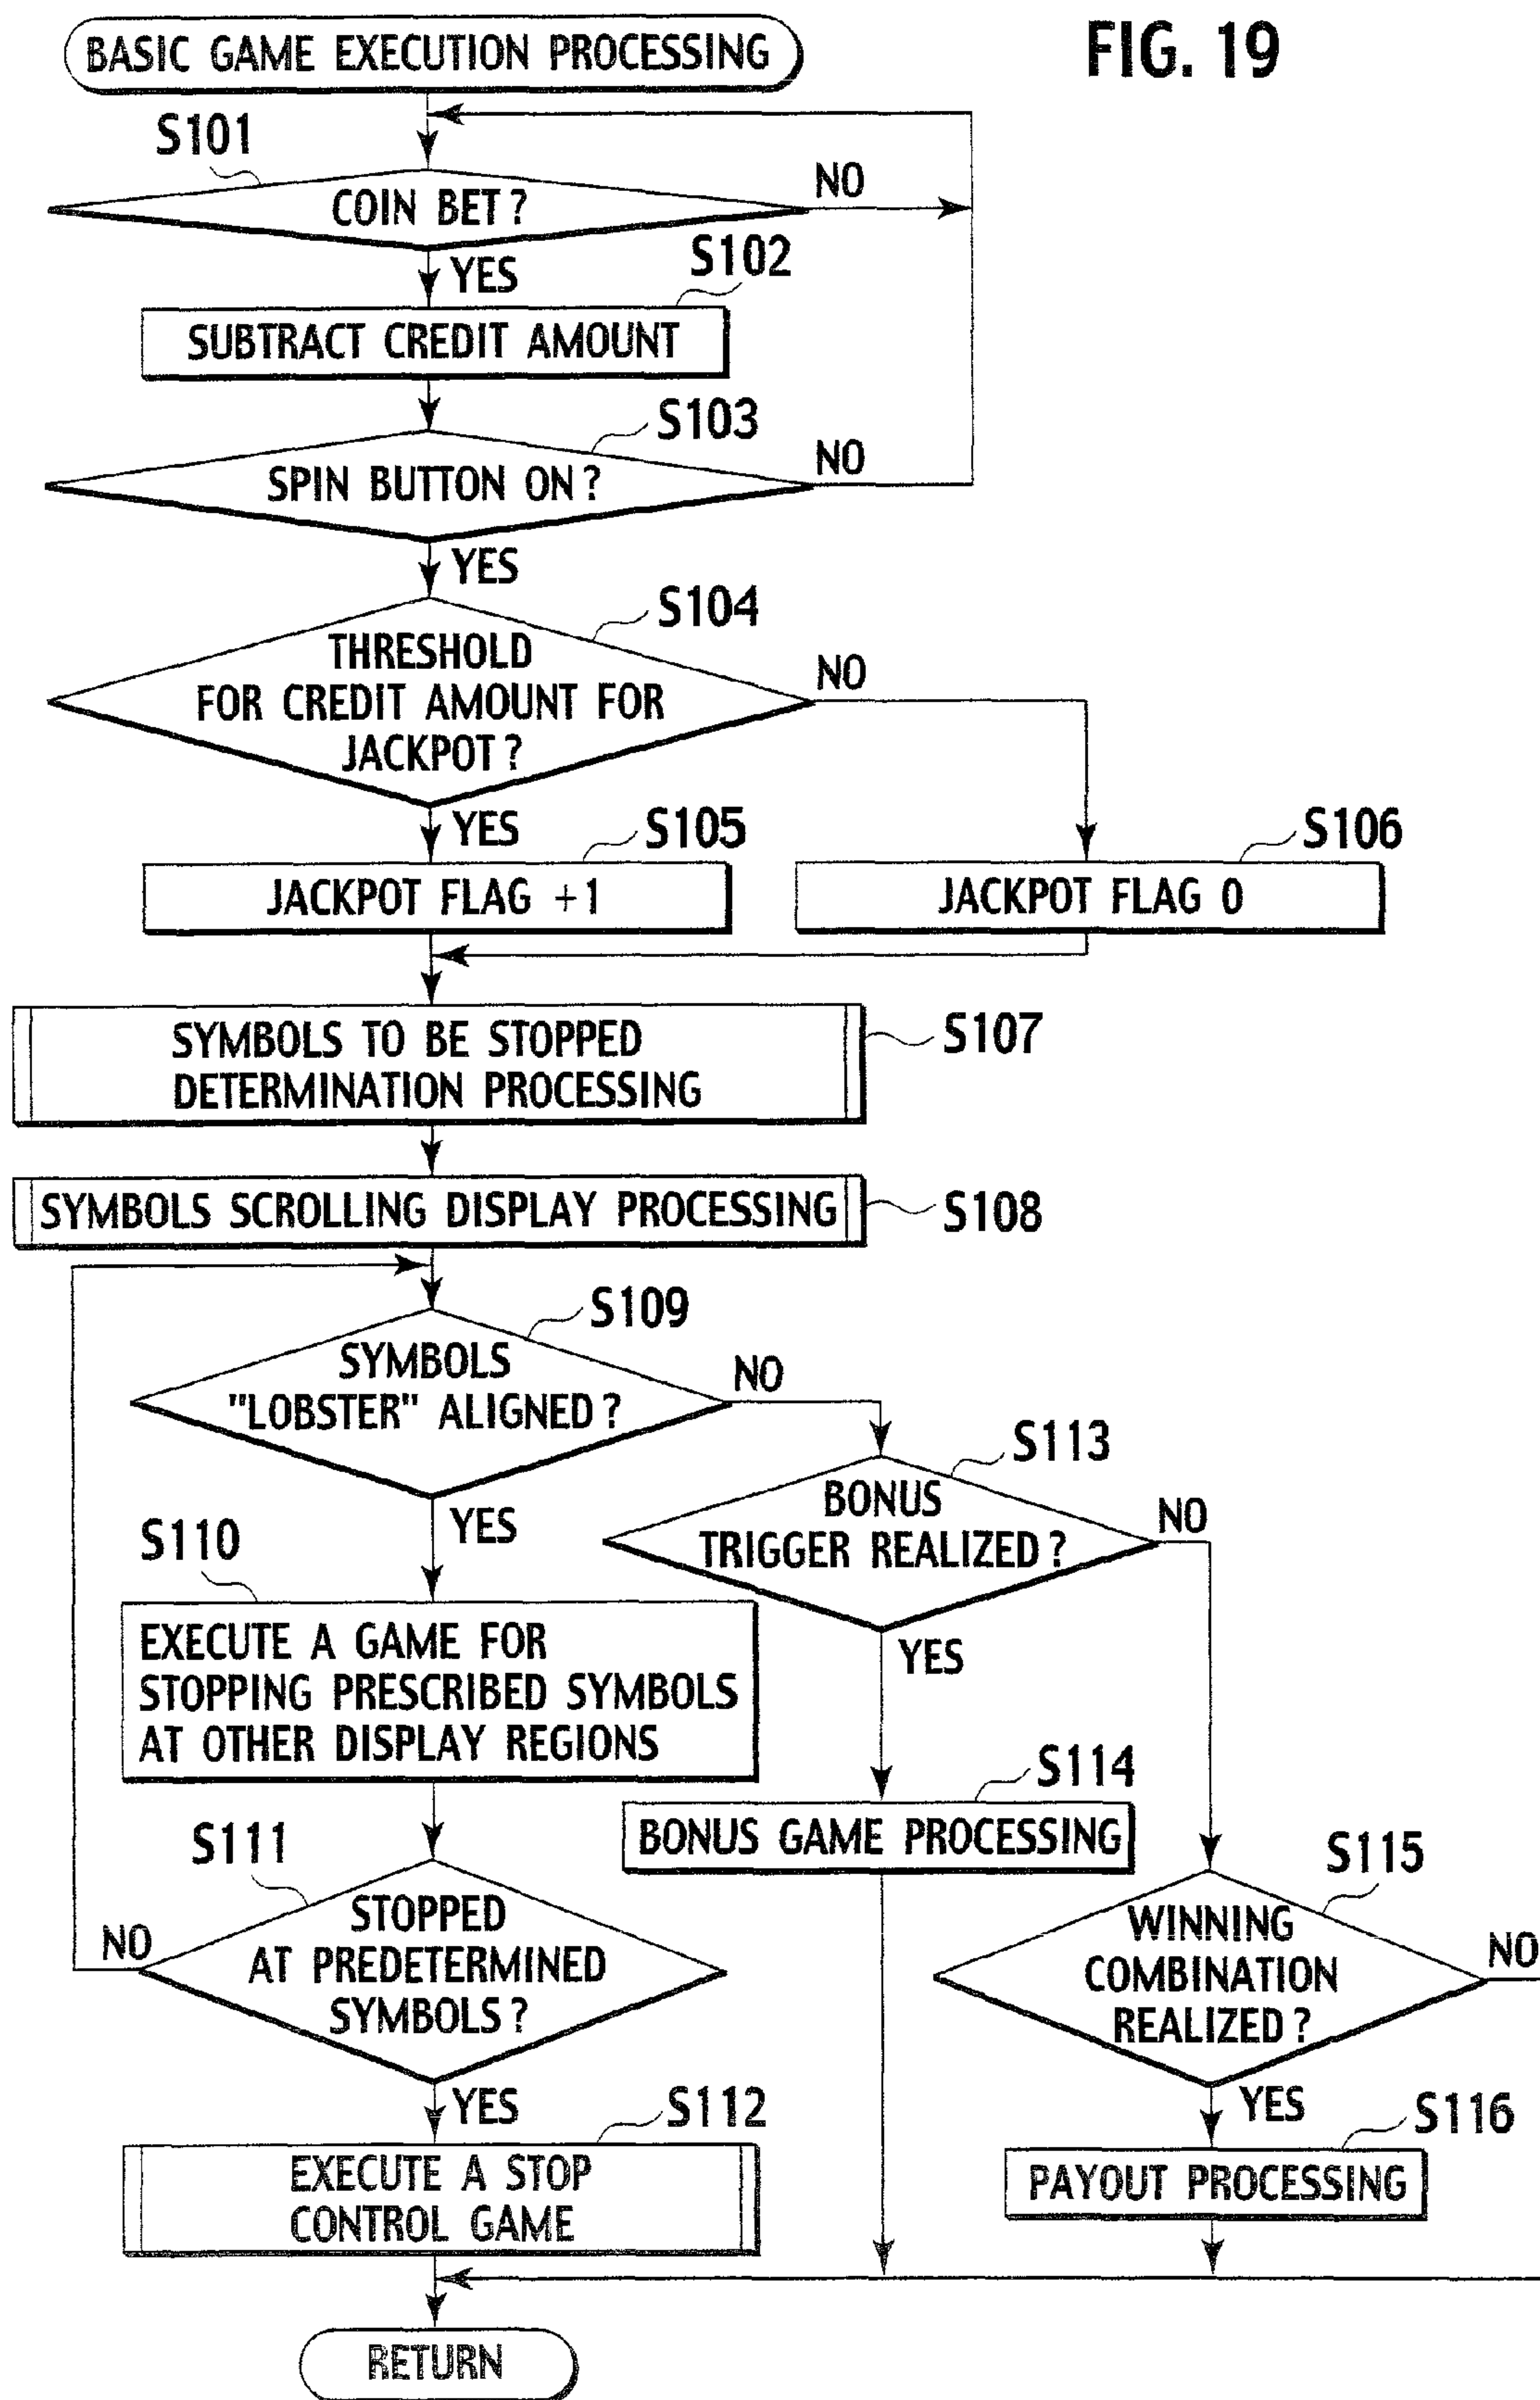 BASIC GAME EXECUTION PROCESSING
FIG. 19
S101
COIN BET?
NO
YES
S102
SUBTRACT CREDIT AMOUNT
S103
SPIN BUTTON ON?
NO
YES
S104
THRESHOLD
FOR CREDIT AMOUNT FOR
JACKPOT?
NO
YES
S105
JACKPOT FLAG +1
S106
JACKPOT FLAG 0
SYMBOLS TO BE STOPPED
DETERMINATION PROCESSING
S107
SYMBOLS SCROLLING DISPLAY PROCESSING
S108
S109
SYMBOLS
"LOBSTER" ALIGNED?
NO
YES
S113
BONUS
TRIGGER REALIZED?
NO
YES
S110
EXECUTE A GAME FOR
STOPPING PRESCRIBED SYMBOLS
AT OTHER DISPLAY REGIONS
S114
BONUS GAME PROCESSING
S111
STOPPED
AT PREDETERMINED
SYMBOLS?
NO
YES
S115
WINNING
COMBINATION
REALIZED?
NO
YES
S112
EXECUTE A STOP
CONTROL GAME
S116
PAYOUT PROCESSING
RETURN